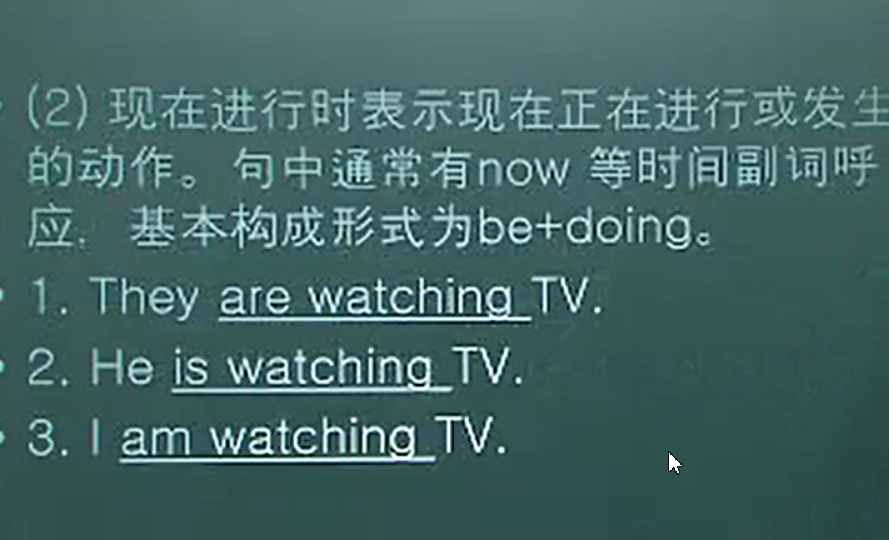 (2) 现在进行时表示现在正在进行或发生
的动作。句中通常有now 等时间副词呼
应. 基本构成形式为be+doing。
1. They are watching TV.
2. He is watching TV.
3. I am watching TV.